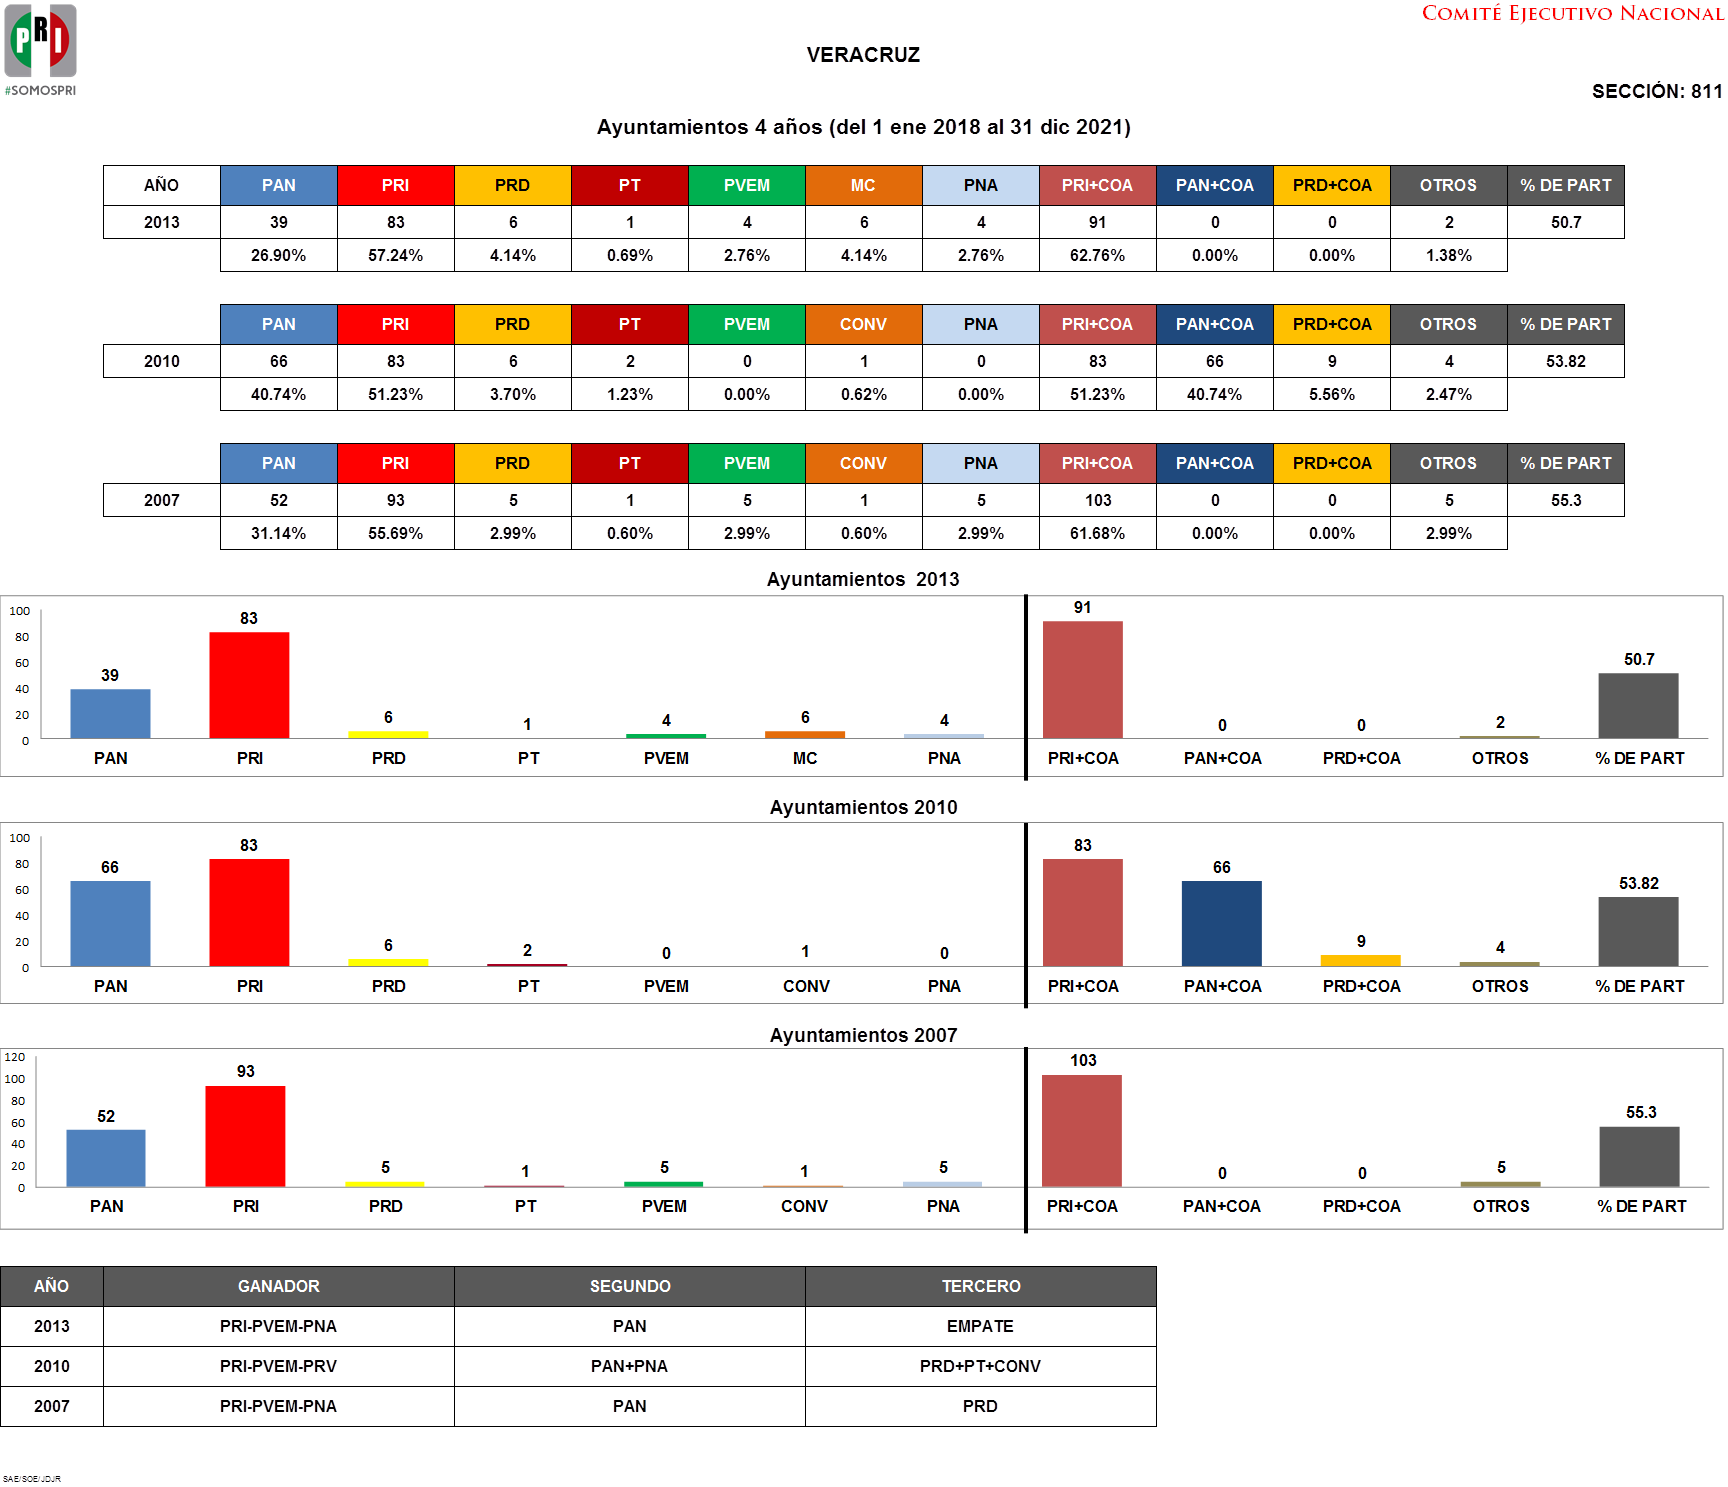 PRI
#SOMOSPRI
COMITÉ EJECUTIVO NACIONAL
VERACRUZ
SECCIÓN: 811
Ayuntamientos 4 años (del 1 ene 2018 al 31 dic 2021)
AÑO PAN PRI PRD PT PVEM MC PNA PRI+COA PAN+COA PRD+COA OTROS % DE PART
2013 39 83 6 1 4 6 4 91 0 0 2 50.7
26.90% 57.24% 4.14% 0.69% 2.76% 4.14% 2.76% 62.76% 0.00% 0.00% 1.38%
PAN PRI PRD PT PVEM CONV PNA PRI+COA PAN+COA PRD+COA OTROS % DE PART
2010 66 83 6 2 0 1 0 83 66 9 4 53.82
40.74% 51.23% 3.70% 1.23% 0.00% 0.62% 0.00% 51.23% 40.74% 5.56% 2.47%
PAN PRI PRD PT PVEM CONV PNA PRI+COA PAN+COA PRD+COA OTROS % DE PART
2007 52 93 5 1 5 1 5 103 0 0 5 55.3
31.14% 55.69% 2.99% 0.60% 2.99% 0.60% 2.99% 61.68% 0.00% 0.00% 2.99%
Ayuntamientos 2013
100
80
60
40
20
0
39 83 6 1 4 6 4 91 0 0 2 50.7
PAN PRI PRD PT PVEM MC PNA PRI+COA PAN+COA PRD+COA OTROS % DE PART
Ayuntamientos 2010
100
80
60
40
20
0
66 83 6 2 0 1 0 83 66 9 4 53.82
PAN PRI PRD PT PVEM CONV PNA PRI+COA PAN+COA PRD+COA OTROS % DE PART
Ayuntamientos 2007
120
100
80
60
40
20
0
52 93 5 1 5 1 5 103 0 0 5 55.3
PAN PRI PRD PT PVEM CONV PNA PRI+COA PAN+COA PRD+COA OTROS % DE PART
AÑO GANADOR SEGUNDO TERCERO
2013 PRI-PVEM-PNA PAN EMPATE
2010 PRI-PVEM-PRV PAN+PNA PRD+PT+CONV
2007 PRI-PVEM-PNA PAN PRD
SAE/SOE/JDJR